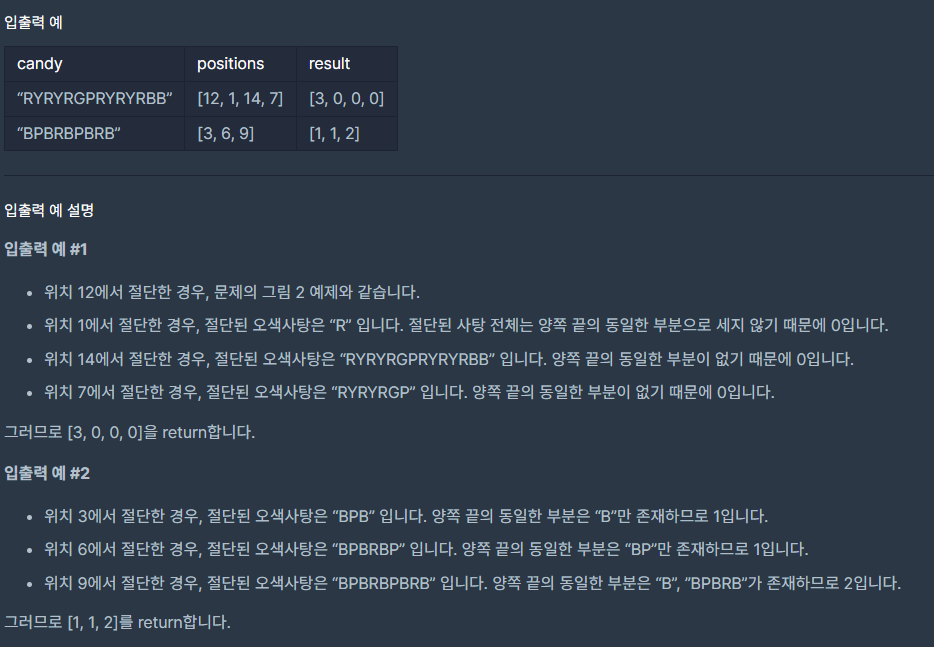 입출력 예
candy positions result
“RYRYRGPRYRYRBB” [12, 1, 14, 7] [3, 0, 0, 0]
“BPBRBPBRB” [3, 6, 9] [1, 1, 2]
입출력 예 설명
입출력 예 #1
• 위치 12에서 절단한 경우, 문제의 그림 2 예제와 같습니다.
• 위치 1에서 절단한 경우, 절단된 오색사탕은 “R” 입니다. 절단된 사탕 전체는 양쪽 끝의 동일한 부분으로 세지 않기 때문에 0입니다.
• 위치 14에서 절단한 경우, 절단된 오색사탕은 “RYRYRGPRYRYRBB” 입니다. 양쪽 끝의 동일한 부분이 없기 때문에 0입니다.
• 위치 7에서 절단한 경우, 절단된 오색사탕은 “RYRYRGP” 입니다. 양쪽 끝의 동일한 부분이 없기 때문에 0입니다.
그러므로 [3, 0, 0, 0]을 return합니다.
입출력 예 #2
• 위치 3에서 절단한 경우, 절단된 오색사탕은 “BPB” 입니다. 양쪽 끝의 동일한 부분은 “B”만 존재하므로 1입니다.
• 위치 6에서 절단한 경우, 절단된 오색사탕은 “BPBRBP” 입니다. 양쪽 끝의 동일한 부분은 “BP”만 존재하므로 1입니다.
• 위치 9에서 절단한 경우, 절단된 오색사탕은 “BPBRBPBRB” 입니다. 양쪽 끝의 동일한 부분은 “B”, ”BPBRB”가 존재하므로 2입니다.
그러므로 [1, 1, 2]를 return합니다.